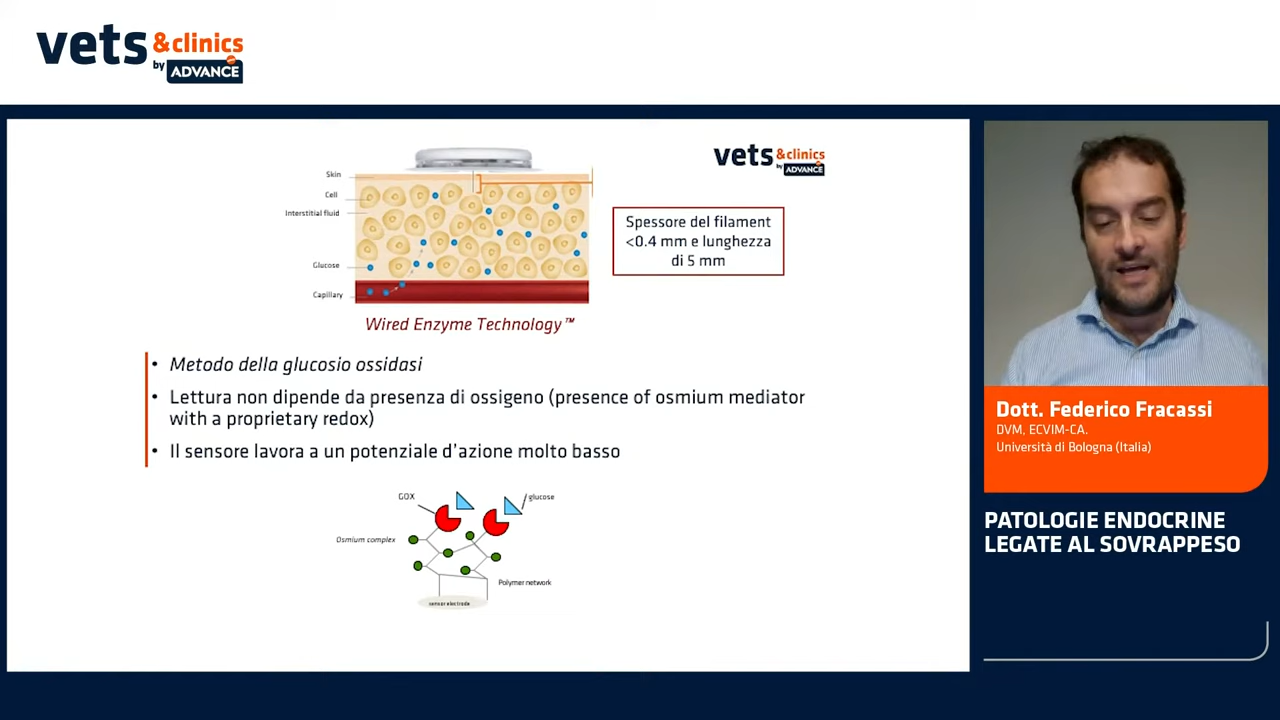 vets &clinics
by ADVANCE
vets &clinics
by ADVANCE
Skin
Cell
Interstitial fluid
Glucose
Capillary
Spessore del filament
<0.4 mm e lunghezza
di 5 mm
Wired Enzyme Technology™
• Metodo della glucosio ossidasi
• Lettura non dipende da presenza di ossigeno (presence of osmium mediator
with a proprietary redox)
• Il sensore lavora a un potenziale d'azione molto basso
GOX
glucose
Osmium complex
Polymer network
sensor electrode
Dott. Federico Fracassi
DVM, ECVIM-CA.
Università di Bologna (Italia)
PATOLOGIE ENDOCRINE
LEGATE AL SOVRAPPESO